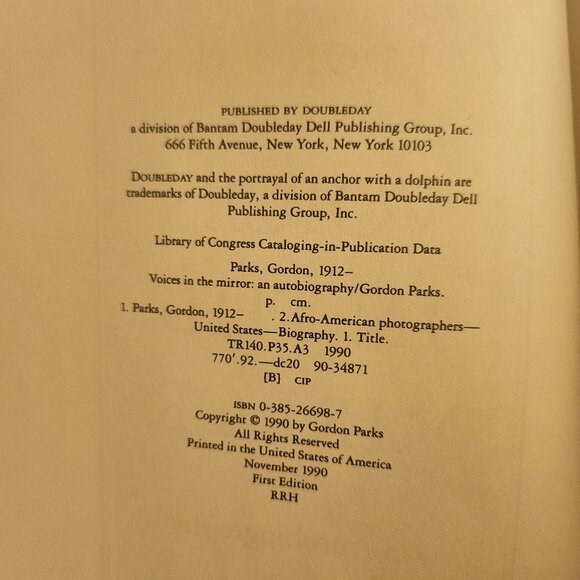 PUBLISHED BY DOUBLEDAY
a division of Bantam Doubleday Dell Publishing Group, Inc.
666 Fifth Avenue, New York, New York 10103
DOUBLEDAY and the portrayal of an anchor with a dolphin are
trademarks of Doubleday, a division of Bantam Doubleday Dell
Publishing Group, Inc.
Library of Congress Cataloging-in-Publication Data
Parks, Gordon, 1912–
Voices in the mirror: an autobiography/Gordon Parks.
p. cm.
1. Parks, Gordon, 1912– . 2. Afro-American photographers—
United States—Biography. 1. Title.
TR140.P35.A3 1990
770'.92.—dc20 90-34871
[B] CIP
ISBN 0-385-26698-7
Copyright © 1990 by Gordon Parks
All Rights Reserved
Printed in the United States of America
November 1990
First Edition
RRH